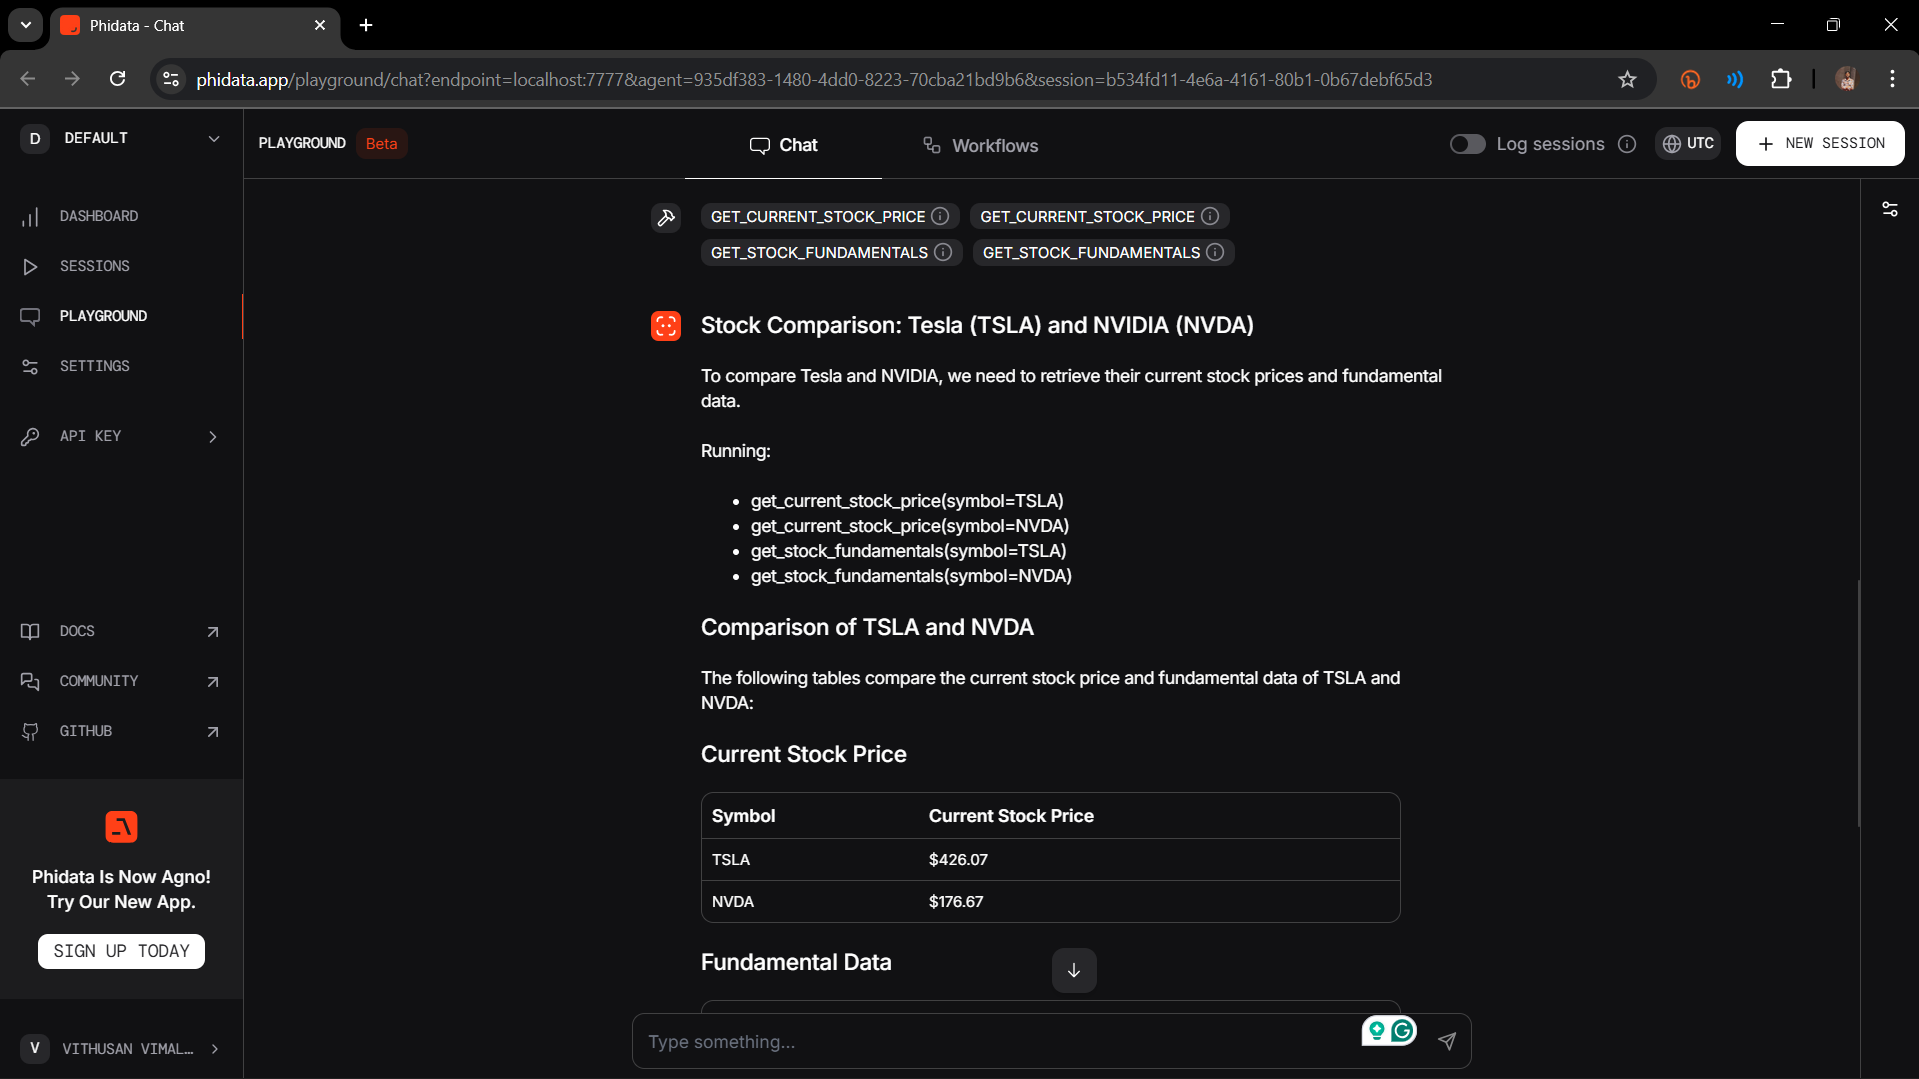 Phidata - Chat
phidata.app/playground/chat?endpoint=localhost:7777&agent=935df383-1480-4dd0-8223-70cba21bd9b6&session=b534fd11-4e6a-4161-80b1-0b67debf65d3
D DEFAULT
PLAYGROUND Beta
Chat
Workflows
Log sessions
UTC
+ NEW SESSION
DASHBOARD
SESSIONS
PLAYGROUND
SETTINGS
API KEY
DOCS
COMMUNITY
GITHUB
Phidata Is Now Agno!
Try Our New App.
SIGN UP TODAY
V VITHUSAN VIMAL...
GET_CURRENT_STOCK_PRICE GET_CURRENT_STOCK_PRICE
GET_STOCK_FUNDAMENTALS GET_STOCK_FUNDAMENTALS
Stock Comparison: Tesla (TSLA) and NVIDIA (NVDA)
To compare Tesla and NVIDIA, we need to retrieve their current stock prices and fundamental
data.
Running:
• get_current_stock_price(symbol=TSLA)
• get_current_stock_price(symbol=NVDA)
• get_stock_fundamentals(symbol=TSLA)
• get_stock_fundamentals(symbol=NVDA)
Comparison of TSLA and NVDA
The following tables compare the current stock price and fundamental data of TSLA and
NVDA:
Current Stock Price
Symbol Current Stock Price
TSLA $426.07
NVDA $176.67
Fundamental Data
Type something...